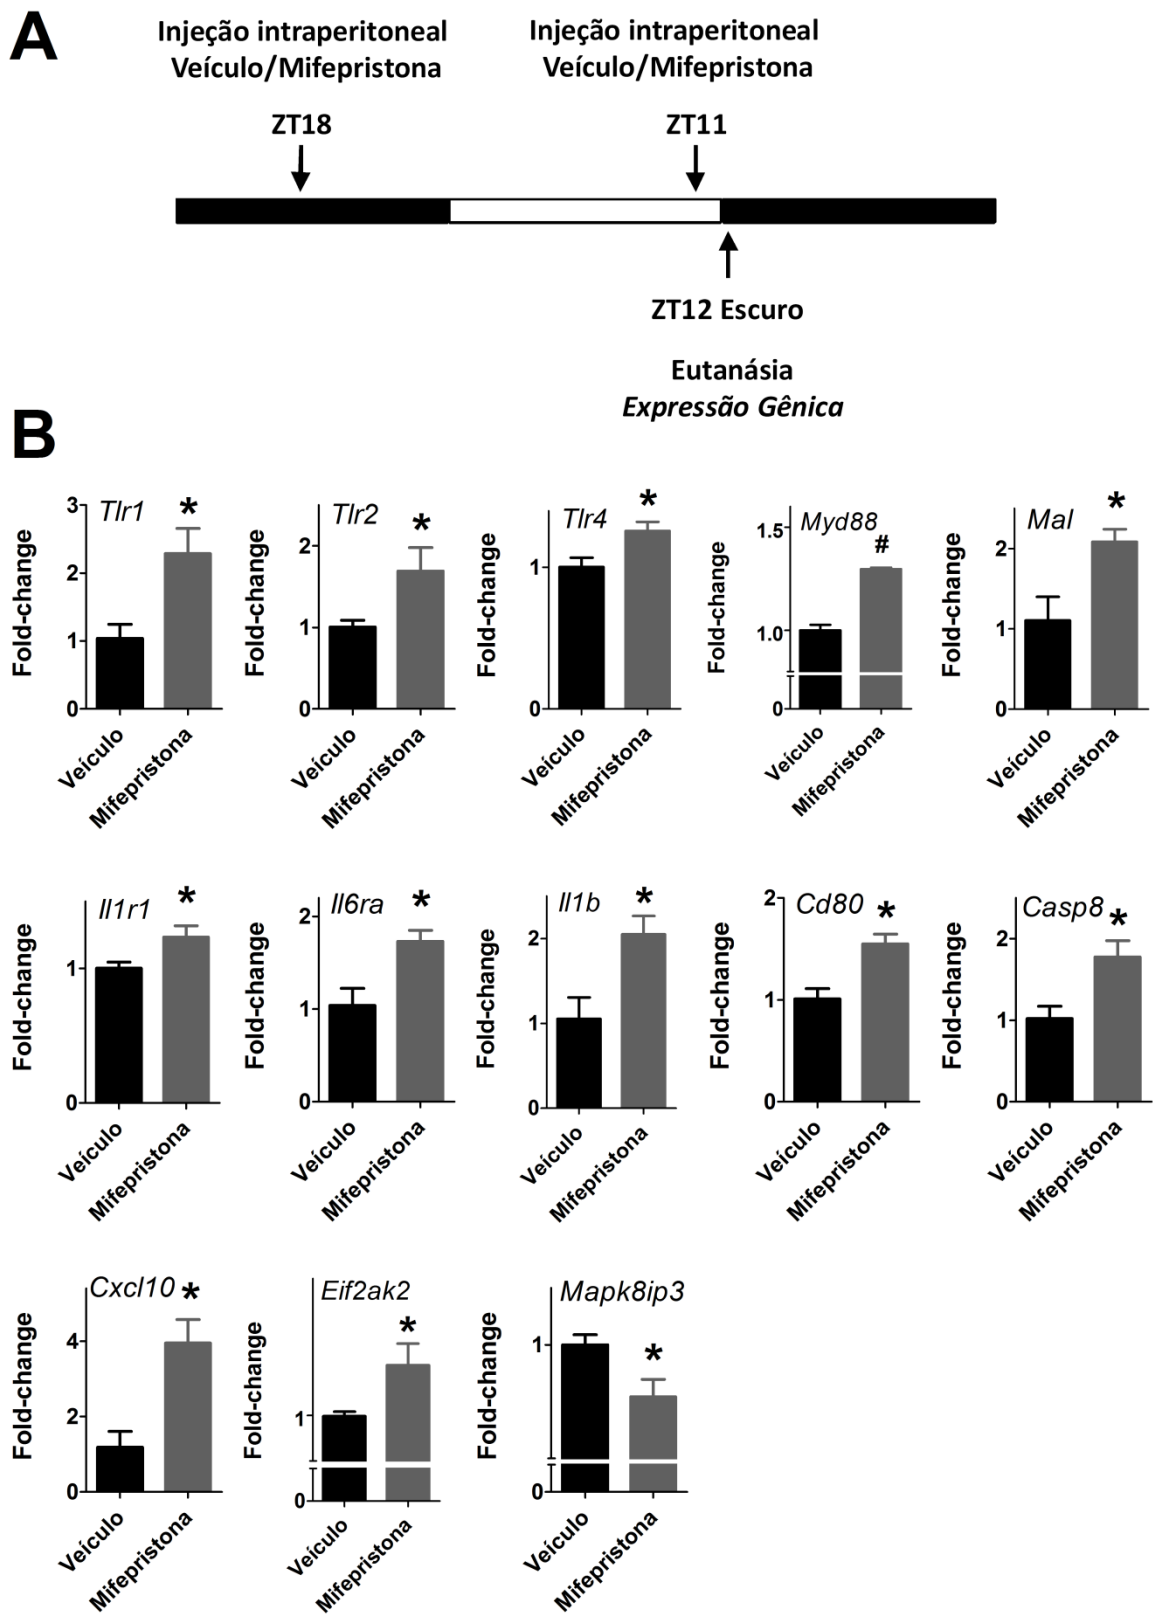 A
Injeção intraperitoneal
Veículo/Mifepristona
Injeção intraperitoneal
Veículo/Mifepristona
ZT18
ZT11
ZT12 Escuro
Eutanásia
Expressão Gênica
B
Tlr1
*
Fold-change
3
2
1
0
Veículo
Mifepristona
Tlr2
*
Fold-change
2
1
0
Veículo
Mifepristona
Tlr4
*
Fold-change
1
0
Veículo
Mifepristona
Myd88
#
Fold-change
1.5
1.0
0
Veículo
Mifepristona
Mal
*
Fold-change
2
1
0
Veículo
Mifepristona
Il1r1
*
Fold-change
1
0
Veículo
Mifepristona
Il6ra
*
Fold-change
2
1
0
Veículo
Mifepristona
Il1b
*
Fold-change
2
1
0
Veículo
Mifepristona
Cd80
*
Fold-change
2
1
0
Veículo
Mifepristona
Casp8
*
Fold-change
2
1
0
Veículo
Mifepristona
Cxcl10
*
Fold-change
4
2
0
Veículo
Mifepristona
Eif2ak2
*
Fold-change
1
0
Veículo
Mifepristona
Mapk8ip3
*
Fold-change
1
0
Veículo
Mifepristona